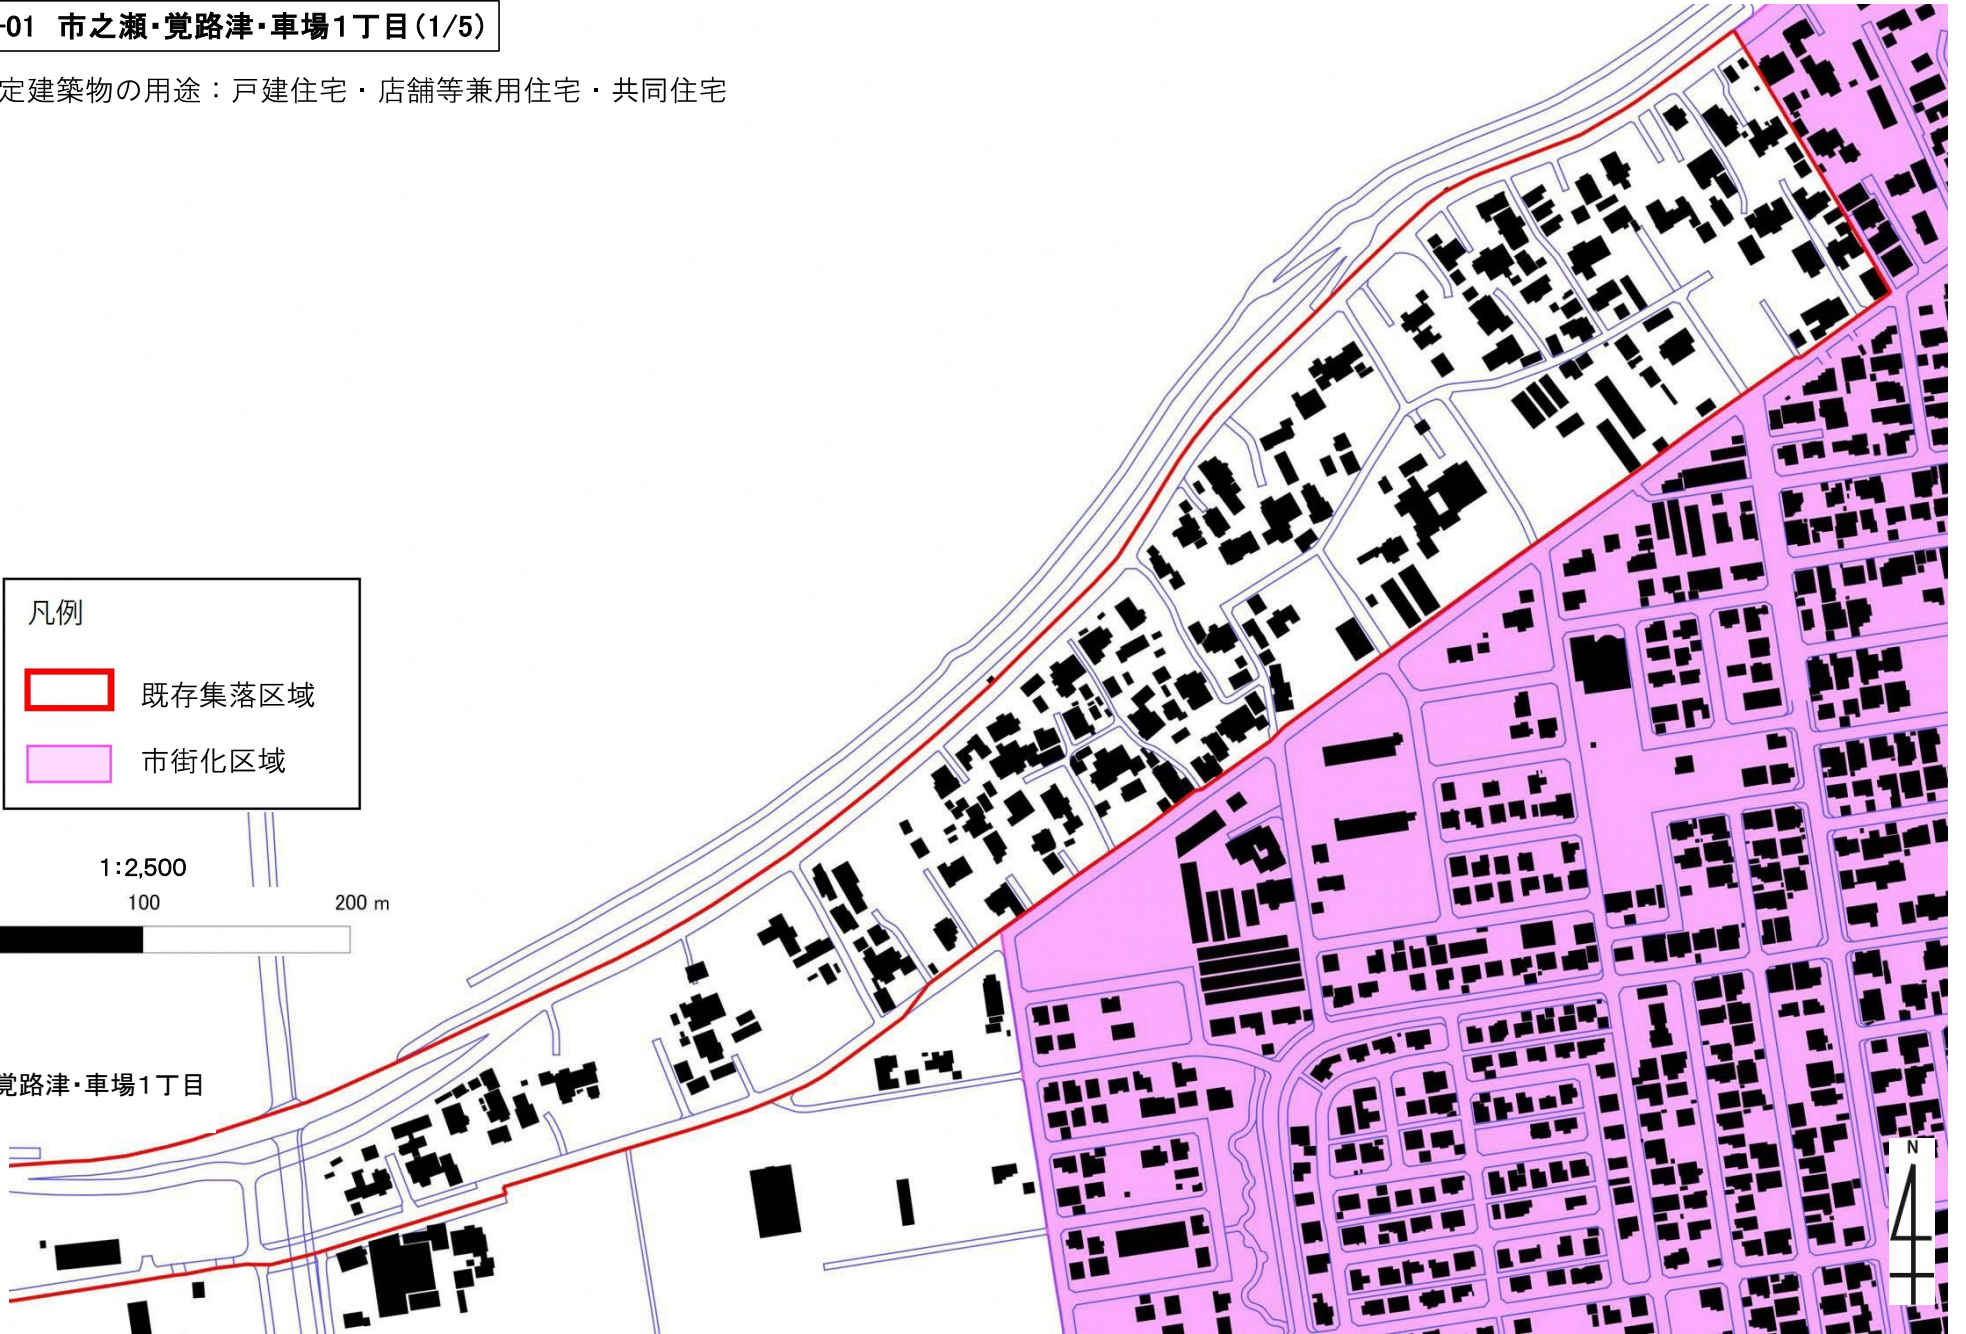 -01 市之瀬・覚路津・車場1丁目(1/5)
定建築物の用途：戸建住宅・店舗等兼用住宅・共同住宅
凡例
既存集落区域
市街化区域
1:2,500
100 200 m
覚路津・車場1丁目
N